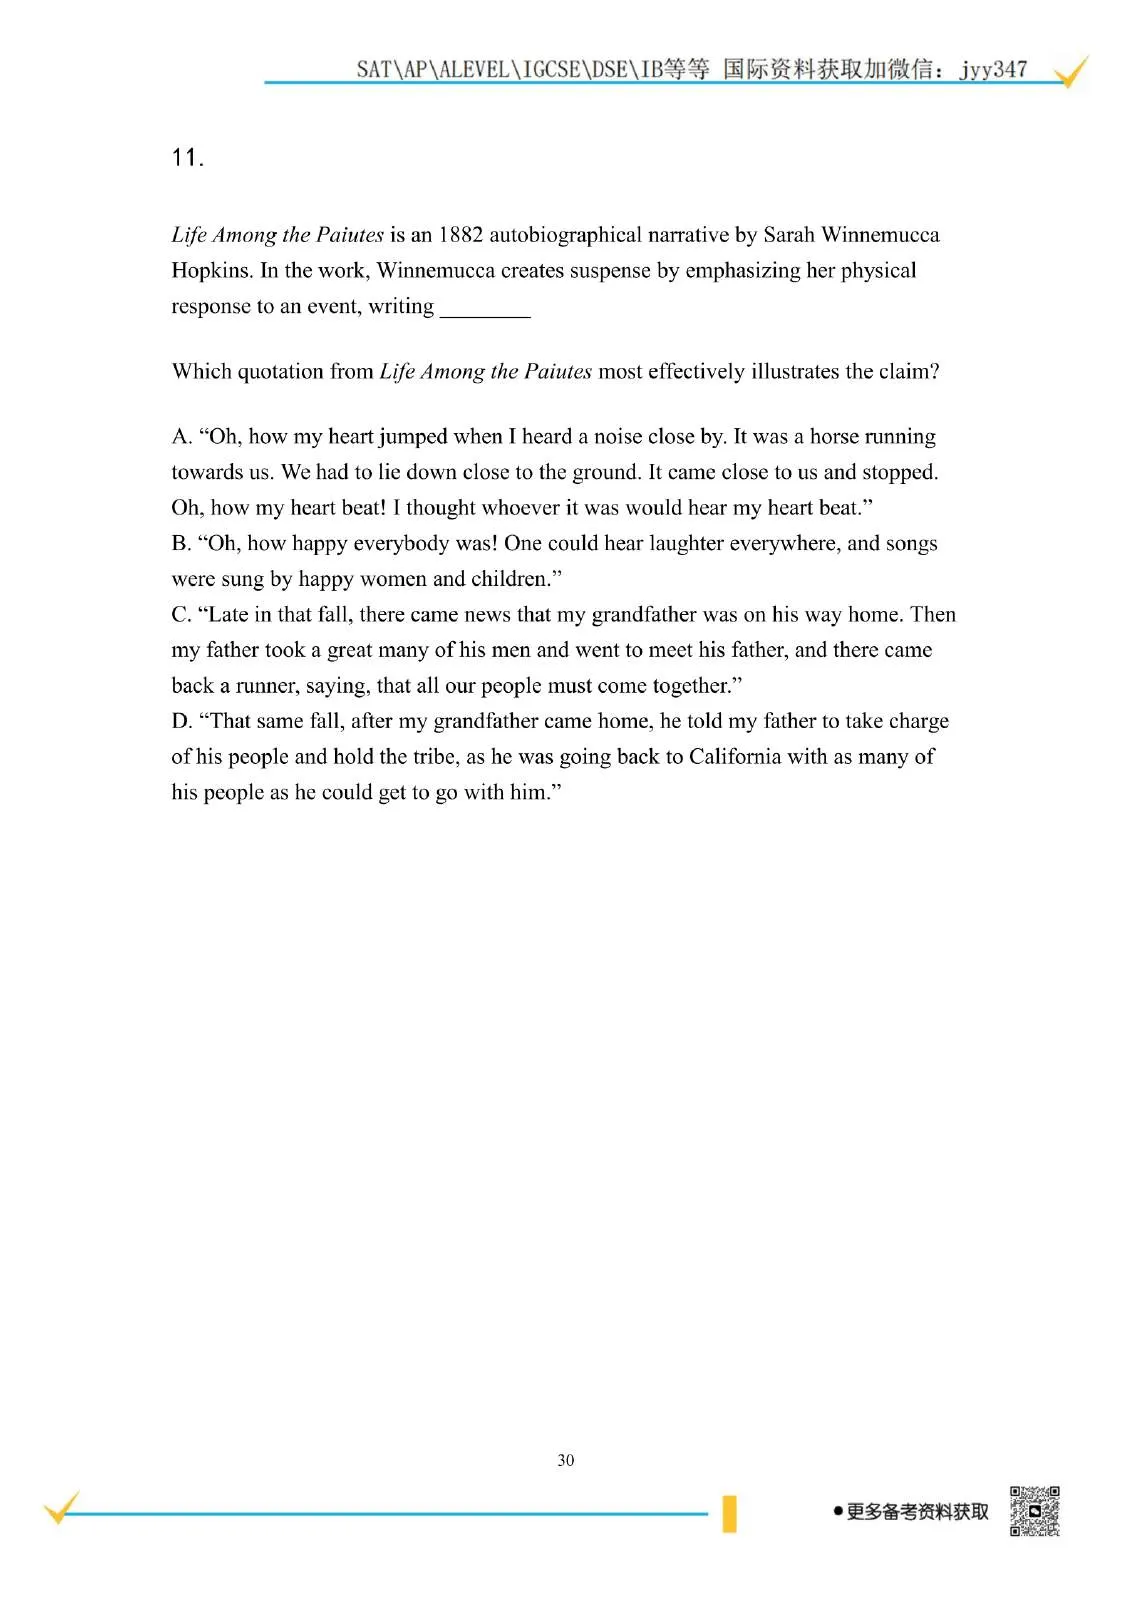 SAT\AP\ALEVEL\IGCSE\DSE\IB等等 国际资料获取加微信：jyy347
11.
Life Among the Paiutes is an 1882 autobiographical narrative by Sarah Winnemucca
Hopkins. In the work, Winnemucca creates suspense by emphasizing her physical
response to an event, writing ________
Which quotation from Life Among the Paiutes most effectively illustrates the claim?
A. “Oh, how my heart jumped when I heard a noise close by. It was a horse running
towards us. We had to lie down close to the ground. It came close to us and stopped.
Oh, how my heart beat! I thought whoever it was would hear my heart beat.”
B. “Oh, how happy everybody was! One could hear laughter everywhere, and songs
were sung by happy women and children.”
C. “Late in that fall, there came news that my grandfather was on his way home. Then
my father took a great many of his men and went to meet his father, and there came
back a runner, saying, that all our people must come together.”
D. “That same fall, after my grandfather came home, he told my father to take charge
of his people and hold the tribe, as he was going back to California with as many of
his people as he could get to go with him.”
30
●更多备考资料获取